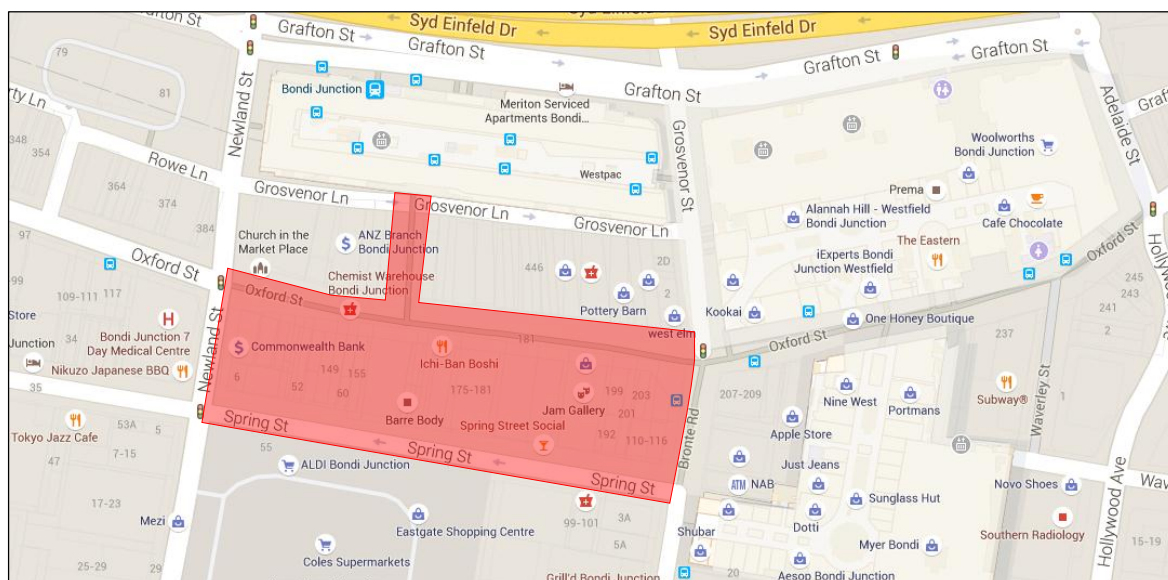 Syd Einfeld Dr
Syd Einfeld Dr
Grafton St
Grafton St
Grafton St
79
81
Newland St
Bondi Junction
Meriton Serviced
Apartments Bondi...
Grosvenor St
Adelaide St
Woolworths
Bondi Junction
348
354
Rowe Ln
364
374
384
Westpac
Prema
Cafe Chocolate
Grosvenor Ln
Grosvenor Ln
Grosvenor Ln
Alannah Hill - Westfield
Bondi Junction
The Eastern
iExperts Bondi
Junction Westfield
Oxford St
Church in the
Market Place
ANZ Branch
Bondi Junction
Chemist Warehouse
Bondi Junction
446
2D
2
Pottery Barn
west elm
Kookai
One Honey Boutique
97
Oxford St
Oxford St
Oxford St
109-111
117
Store
34
Bondi Junction 7
Day Medical Centre
Junction
Nikuzo Japanese BBQ
35
Newland St
Commonwealth Bank
6
52
149
155
60
181
Ichi-Ban Boshi
175-181
Barre Body
Jam Gallery
199
203
201
192
110-116
Spring Street Social
Spring St
Spring St
Spring St
Bronte Rd
207-209
Apple Store
Nine West
Portmans
237
245
243
241
2
Subway®
1
Waverley St
Tokyo Jazz Cafe
53A
5
47
7-15
17-23
Mezi
25-29
29
55
ALDI Bondi Junction
Eastgate Shopping Centre
Coles Supermarkets
99-101
3A
5A
Grill'd Bondi Junction
Just Jeans
ATM
NAB
Shubar
Dotti
Sunglass Hut
Myer Bondi
Aesop Bondi Junction
20
Novo Shoes
Southern Radiology
Hollywood Ave
15-19